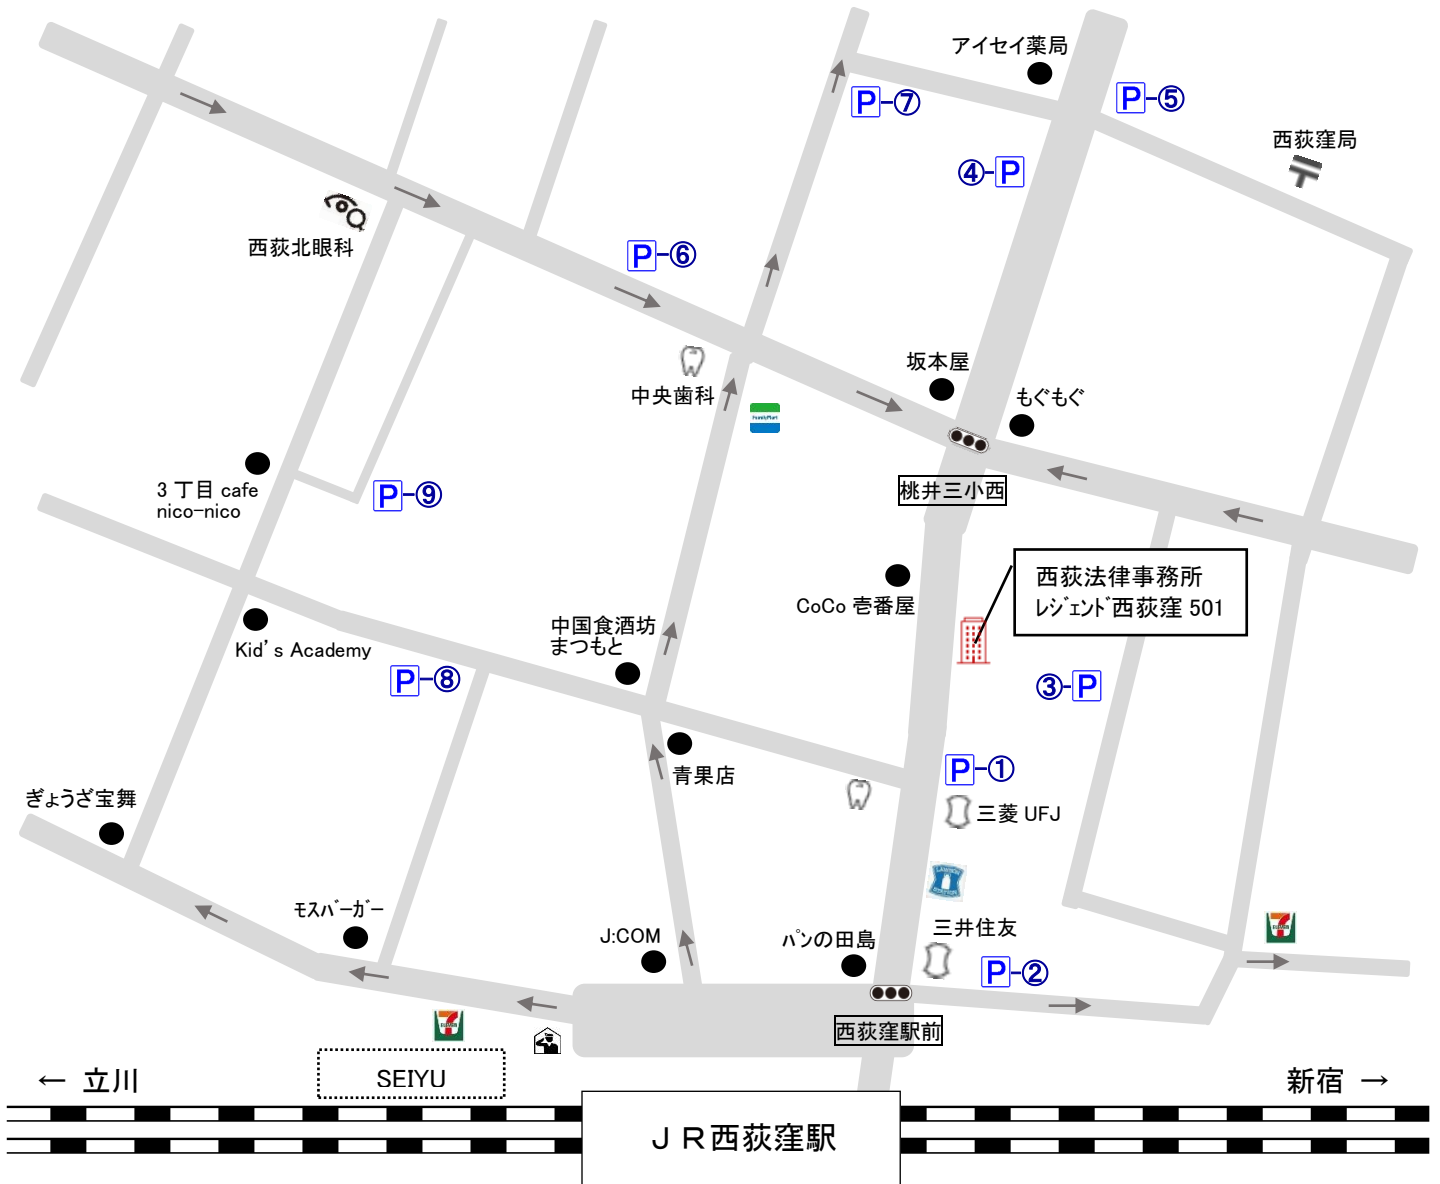 アイセイ薬局
P-⑤
P-⑦
西荻窪局
④-P
西荻北眼科
P-⑥
坂本屋
中央歯科
もぐもぐ
FamilyMart
3丁目 cafe
nico-nico
P-⑨
桃井三小西
西荻法律事務所
レジェンド西荻窪 501
CoCo 壱番屋
中国食酒坊
まつもと
Kid's Academy
P-⑧
③-P
P-①
青果店
ぎょうざ宝舞
三菱 UFJ
モスバーガー
J:COM
パンの田島
三井住友
P-②
7 ELEVEN
7 ELEVEN
西荻窪駅前
← 立川
SEIYU
新宿 →
JR西荻窪駅